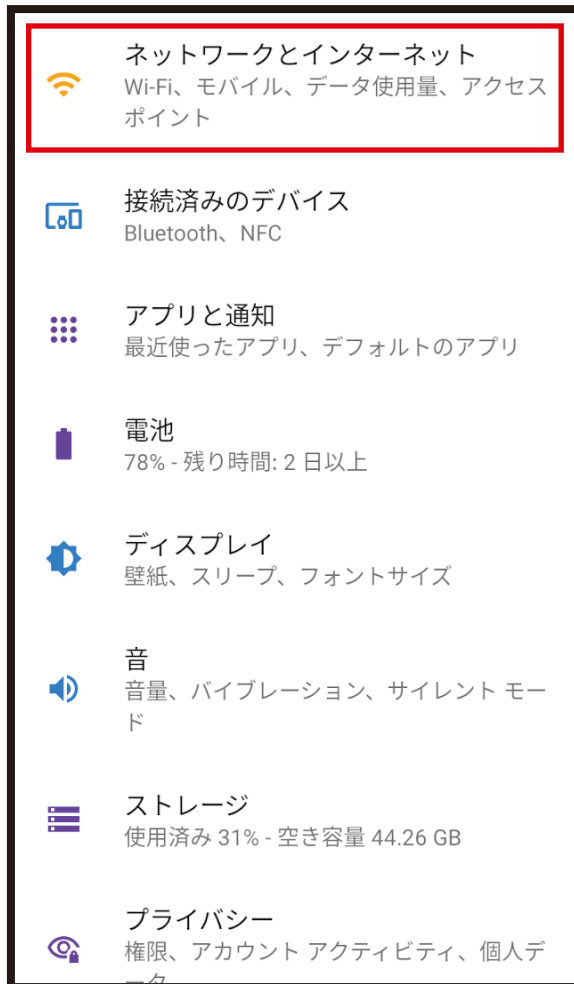 ネットワークとインターネット
Wi-Fi、モバイル、データ使用量、アクセス
ポイント
接続済みのデバイス
Bluetooth、NFC
アプリと通知
最近使ったアプリ、デフォルトのアプリ
電池
78% - 残り時間: 2 日以上
ディスプレイ
壁紙、スリープ、フォントサイズ
音
音量、バイブレーション、サイレント モー
ド
ストレージ
使用済み 31% - 空き容量 44.26 GB
プライバシー
権限、アカウント アクティビティ、個人デ
ータ